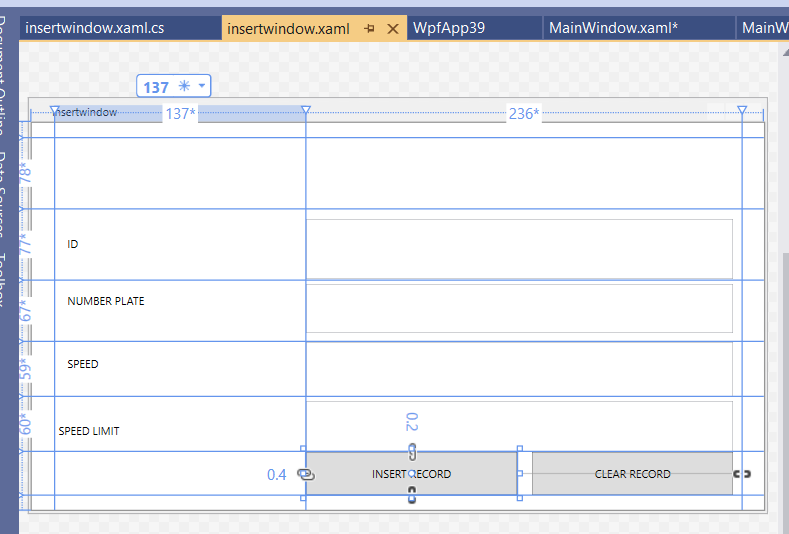 insertwindow.xaml.cs
insertwindow.xaml
WpfApp39
MainWindow.xaml*
MainW
Document Outline
Data Sources
Toolbox
137
insertwindow
137*
236*
78*
77*
ID
67*
NUMBER PLATE
59*
SPEED
60*
SPEED LIMIT
0.2
0.4
INSERT RECORD
CLEAR RECORD